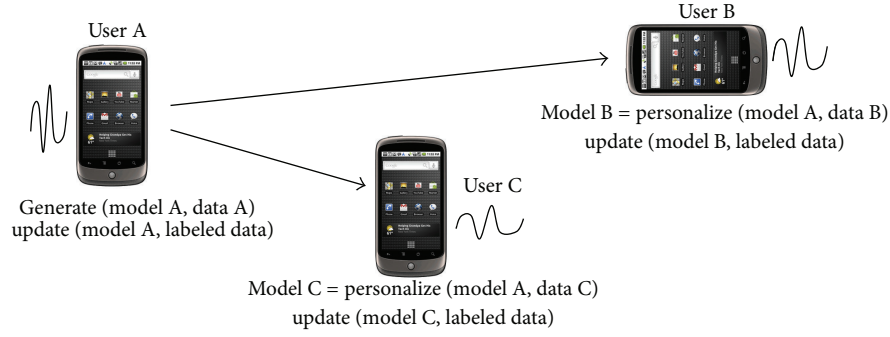 User A
User B
Model B = personalize (model A, data B)
update (model B, labeled data)
User C
Generate (model A, data A)
update (model A, labeled data)
Model C = personalize (model A, data C)
update (model C, labeled data)